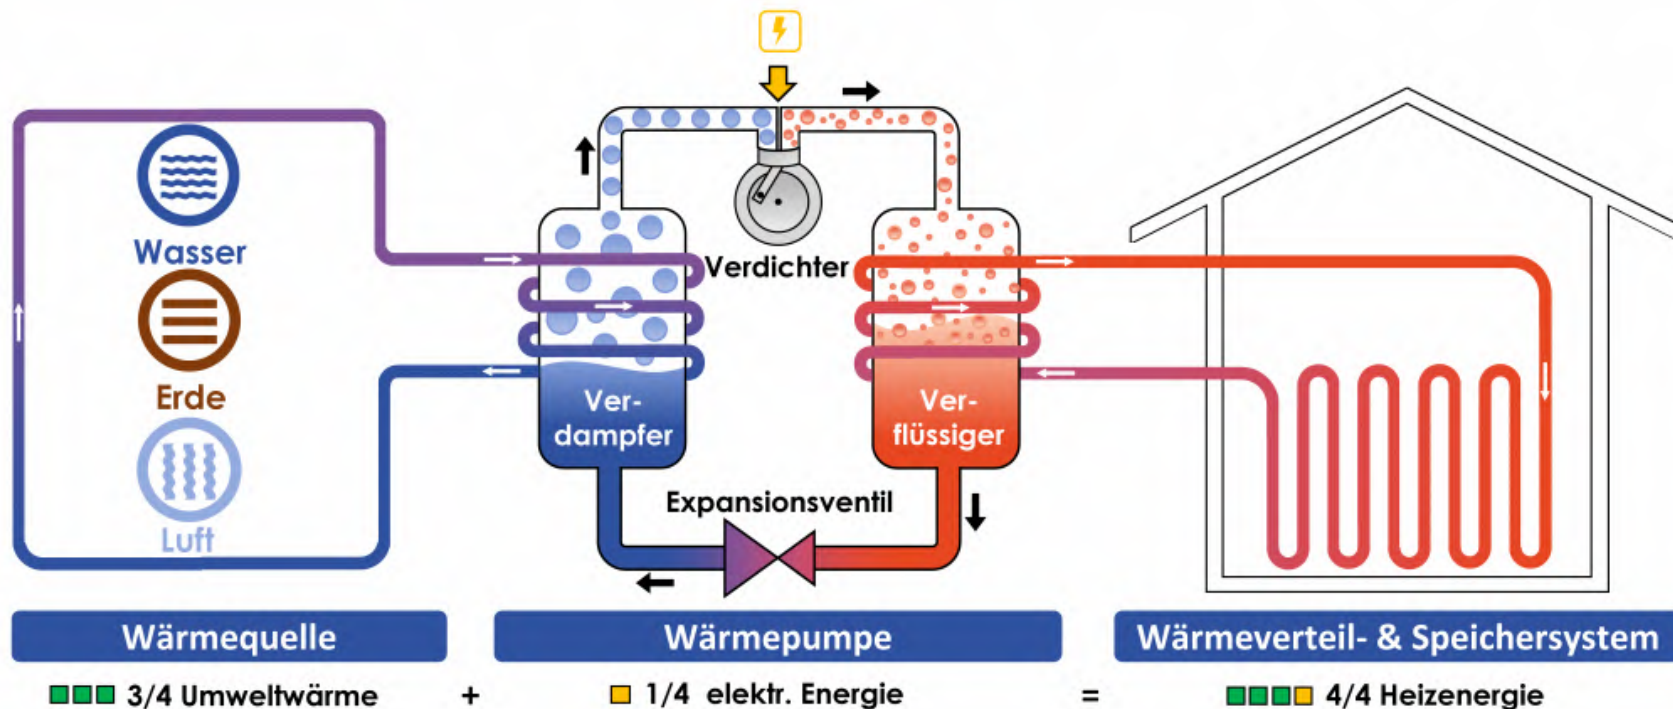 Wasser
Erde
Luft
Verdichter
Ver-
dampfer
Ver-
flüssiger
Expansionsventil
Wärmequelle
Wärmepumpe
Wärmeverteil- & Speichersystem
3/4 Umweltwärme
+
1/4 elektr. Energie
=
4/4 Heizenergie